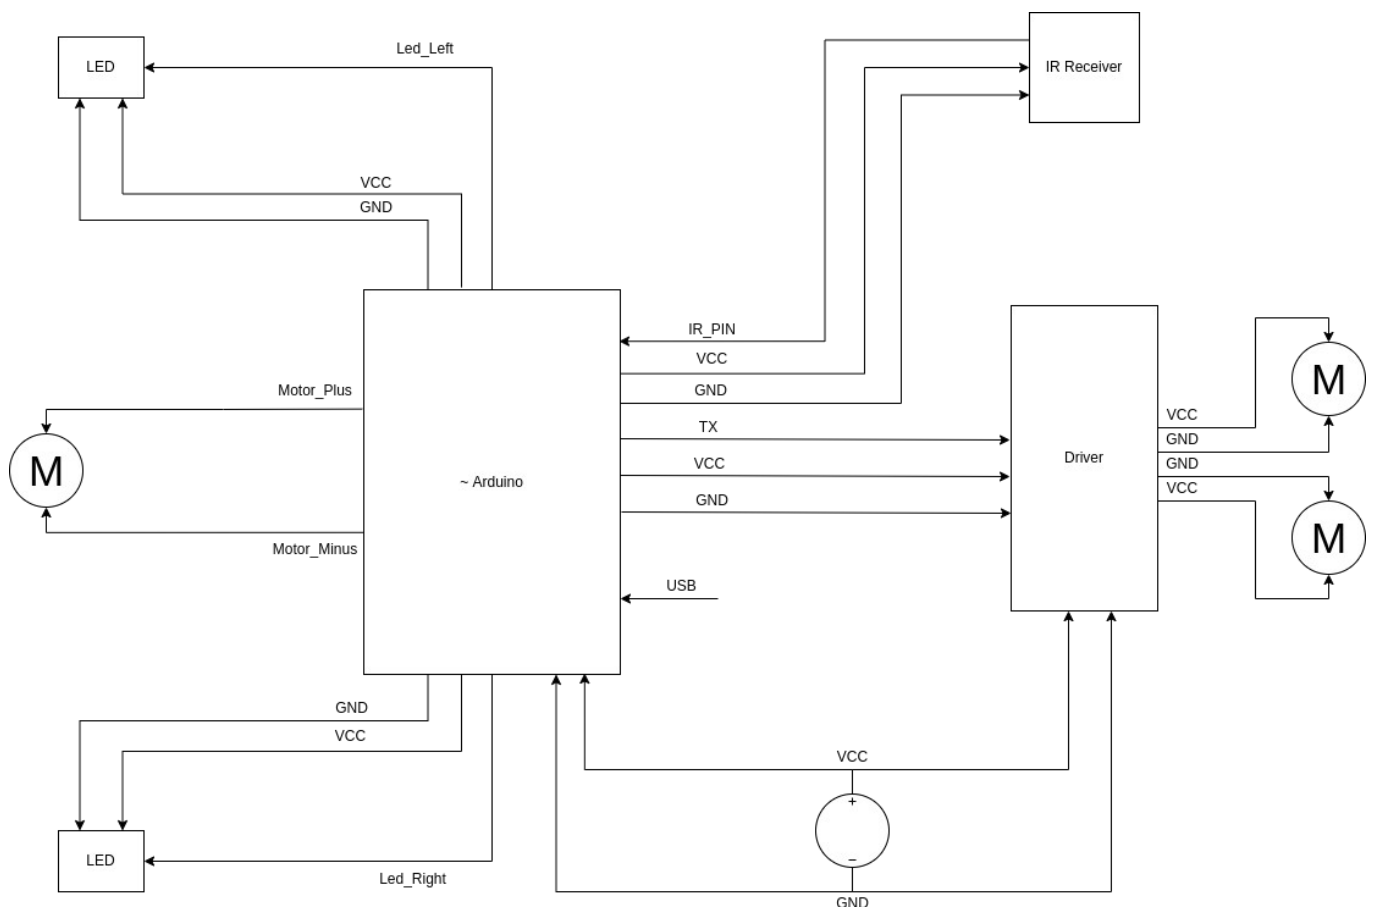 LED
Led_Left
IR Receiver
VCC
GND
IR_PIN
VCC
GND
Motor_Plus
TX
VCC
GND
M
~ Arduino
Driver
M
VCC
GND
GND
VCC
M
Motor_Minus
USB
GND
VCC
VCC
+
−
LED
Led_Right
GND